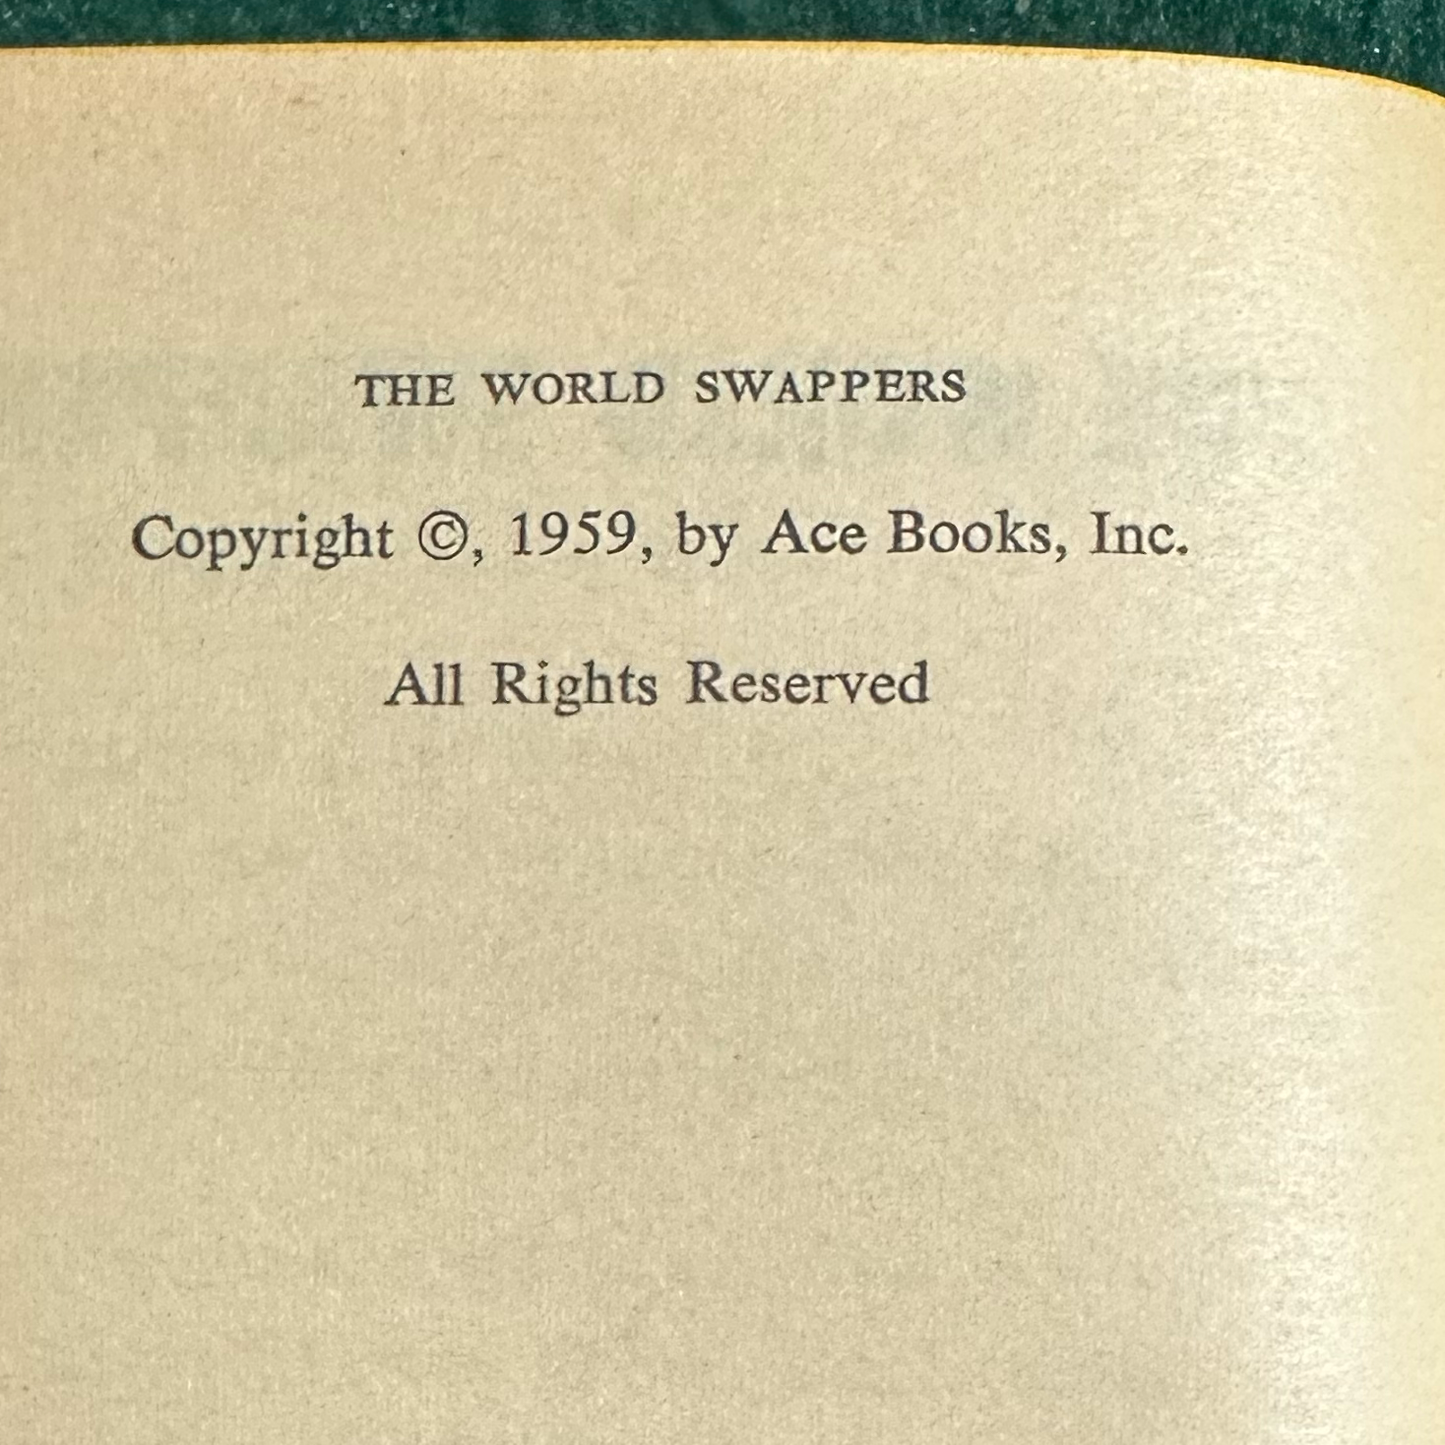 THE WORLD SWAPPERS
Copyright ©, 1959, by Ace Books, Inc.
All Rights Reserved